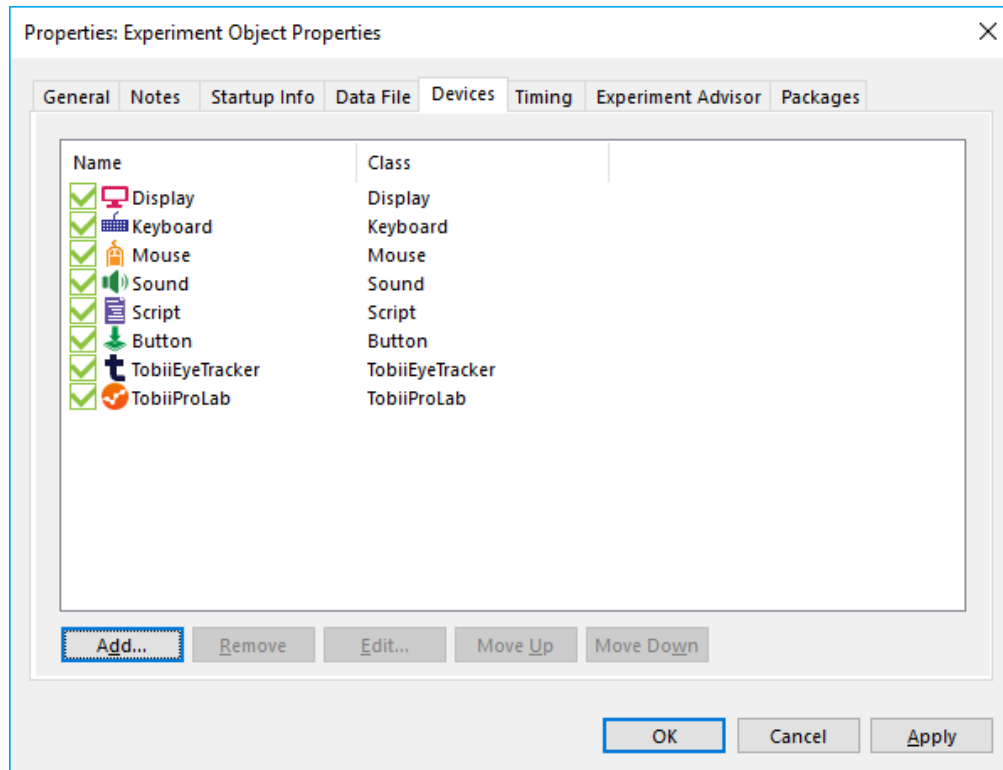 Properties: Experiment Object Properties
General Notes Startup Info Data File Devices Timing Experiment Advisor Packages
Name Class
Display Display
Keyboard Keyboard
Mouse Mouse
Sound Sound
Script Script
Button Button
TobiiEyeTracker TobiiEyeTracker
TobiiProLab TobiiProLab
Add... Remove Edit... Move Up Move Down
OK Cancel Apply